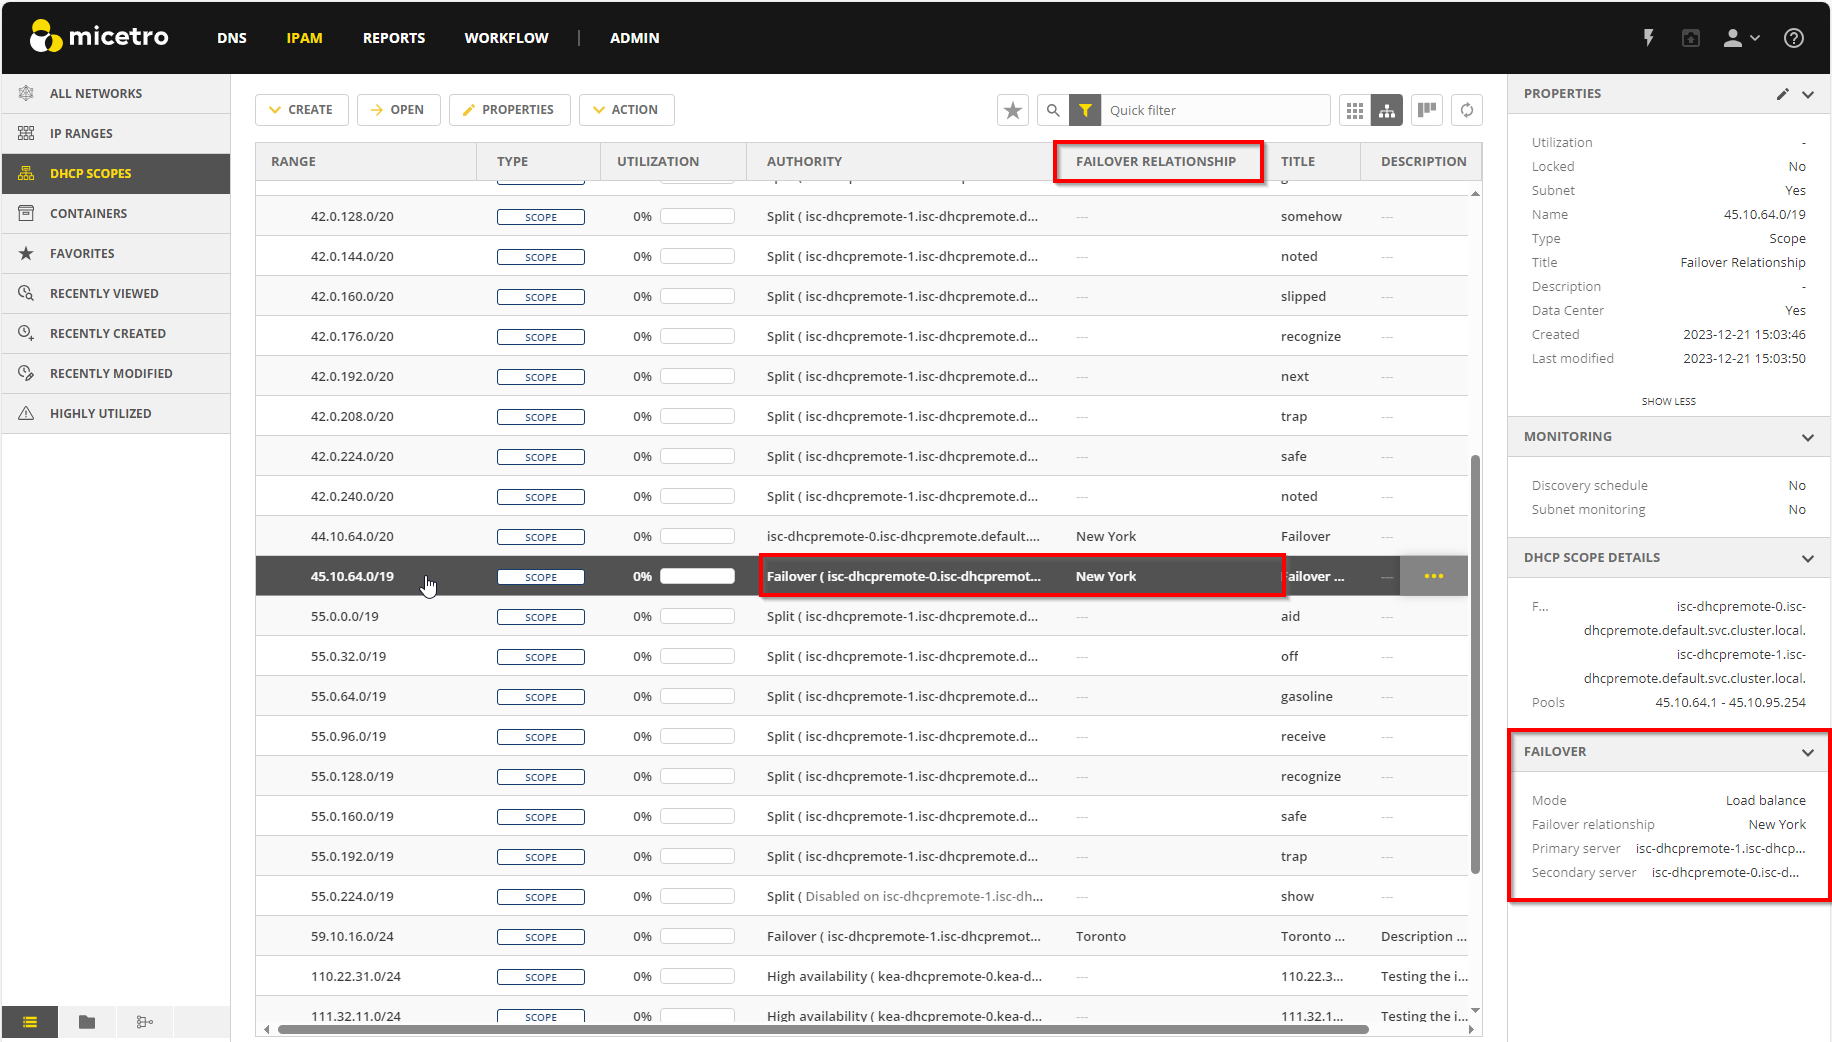 micetro DNS IPAM REPORTS WORKFLOW | ADMIN
ALL NETWORKS
IP RANGES
DHCP SCOPES
CONTAINERS
FAVORITES
RECENTLY VIEWED
RECENTLY CREATED
RECENTLY MODIFIED
HIGHLY UTILIZED
CREATE OPEN PROPERTIES ACTION Quick filter
RANGE TYPE UTILIZATION AUTHORITY FAILOVER RELATIONSHIP TITLE DESCRIPTION
42.0.128.0/20 SCOPE 0% Split ( isc-dhcpremote-1.isc-dhcpremote.d... --- somehow ---
42.0.144.0/20 SCOPE 0% Split ( isc-dhcpremote-1.isc-dhcpremote.d... --- noted ---
42.0.160.0/20 SCOPE 0% Split ( isc-dhcpremote-1.isc-dhcpremote.d... --- slipped ---
42.0.176.0/20 SCOPE 0% Split ( isc-dhcpremote-1.isc-dhcpremote.d... --- recognize ---
42.0.192.0/20 SCOPE 0% Split ( isc-dhcpremote-1.isc-dhcpremote.d... --- next ---
42.0.208.0/20 SCOPE 0% Split ( isc-dhcpremote-1.isc-dhcpremote.d... --- trap ---
42.0.224.0/20 SCOPE 0% Split ( isc-dhcpremote-1.isc-dhcpremote.d... --- safe ---
42.0.240.0/20 SCOPE 0% Split ( isc-dhcpremote-1.isc-dhcpremote.d... --- noted ---
44.10.64.0/20 SCOPE 0% isc-dhcpremote-0.isc-dhcpremote.default.... New York Failover ---
45.10.64.0/19 SCOPE 0% Failover ( isc-dhcpremote-0.isc-dhcpremot... New York Failover ... --- •••
55.0.0.0/19 SCOPE 0% Split ( isc-dhcpremote-1.isc-dhcpremote.d... --- aid ---
55.0.32.0/19 SCOPE 0% Split ( isc-dhcpremote-1.isc-dhcpremote.d... --- off ---
55.0.64.0/19 SCOPE 0% Split ( isc-dhcpremote-1.isc-dhcpremote.d... --- gasoline ---
55.0.96.0/19 SCOPE 0% Split ( isc-dhcpremote-1.isc-dhcpremote.d... --- receive ---
55.0.128.0/19 SCOPE 0% Split ( isc-dhcpremote-1.isc-dhcpremote.d... --- recognize ---
55.0.160.0/19 SCOPE 0% Split ( isc-dhcpremote-1.isc-dhcpremote.d... --- safe ---
55.0.192.0/19 SCOPE 0% Split ( isc-dhcpremote-1.isc-dhcpremote.d... --- trap ---
55.0.224.0/19 SCOPE 0% Split ( Disabled on isc-dhcpremote-1.isc-dh... --- show ---
59.10.16.0/24 SCOPE 0% Failover ( isc-dhcpremote-1.isc-dhcpremot... Toronto Toronto ... Description ...
110.22.31.0/24 SCOPE 0% High availability ( kea-dhcpremote-0.kea-d... --- 110.22.3... Testing the i...
111.32.11.0/24 SCOPE 0% High availability ( kea-dhcpremote-0.kea-d... --- 111.32.1... Testing the i...
PROPERTIES
Utilization -
Locked No
Subnet Yes
Name 45.10.64.0/19
Type Scope
Title Failover Relationship
Description -
Data Center Yes
Created 2023-12-21 15:03:46
Last modified 2023-12-21 15:03:50
SHOW LESS
MONITORING
Discovery schedule No
Subnet monitoring No
DHCP SCOPE DETAILS
F... isc-dhcpremote-0.isc-
dhcpremote.default.svc.cluster.local.
isc-dhcpremote-1.isc-
dhcpremote.default.svc.cluster.local.
Pools 45.10.64.1 - 45.10.95.254
FAILOVER
Mode Load balance
Failover relationship New York
Primary server isc-dhcpremote-1.isc-dhcp...
Secondary server isc-dhcpremote-0.isc-d...